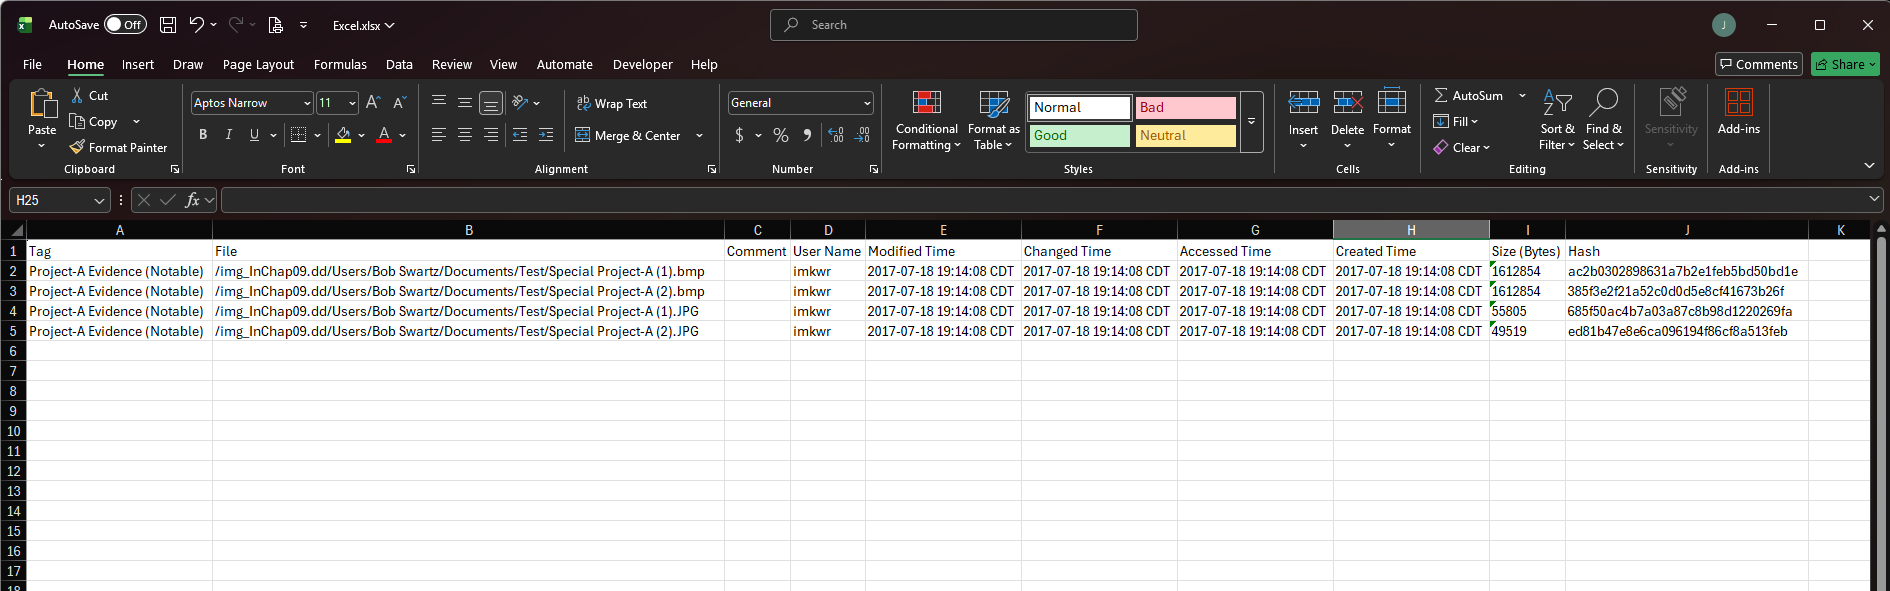 AutoSave Off Excel.xlsx Search J
File Home Insert Draw Page Layout Formulas Data Review View Automate Developer Help Comments Share
Paste Cut Copy Format Painter
Clipboard
Aptos Narrow 11 A A
B I U A
Font
Wrap Text
Merge & Center
Alignment
General
$ % , .00 .00
Number
Conditional Formatting Format as Table Normal Bad
Good Neutral
Styles
Insert Delete Format
Cells
AutoSum Fill Clear Sort & Filter Find & Select
Editing
Sensitivity
Sensitivity
Add-ins
Add-ins
H25 fx
A B C D E F G H I J K
1 Tag File Comment User Name Modified Time Changed Time Accessed Time Created Time Size (Bytes) Hash
2 Project-A Evidence (Notable) /img_InChap09.dd/Users/Bob Swartz/Documents/Test/Special Project-A (1).bmp imkwr 2017-07-18 19:14:08 CDT 2017-07-18 19:14:08 CDT 2017-07-18 19:14:08 CDT 2017-07-18 19:14:08 CDT 1612854 ac2b0302898631a7b2e1feb5bd50bd1e
3 Project-A Evidence (Notable) /img_InChap09.dd/Users/Bob Swartz/Documents/Test/Special Project-A (2).bmp imkwr 2017-07-18 19:14:08 CDT 2017-07-18 19:14:08 CDT 2017-07-18 19:14:08 CDT 2017-07-18 19:14:08 CDT 1612854 385f3e2f21a52c0d0d5e8cf41673b26f
4 Project-A Evidence (Notable) /img_InChap09.dd/Users/Bob Swartz/Documents/Test/Special Project-A (1).JPG imkwr 2017-07-18 19:14:08 CDT 2017-07-18 19:14:08 CDT 2017-07-18 19:14:08 CDT 2017-07-18 19:14:08 CDT 55805 685f50ac4b7a03a87c8b98d1220269fa
5 Project-A Evidence (Notable) /img_InChap09.dd/Users/Bob Swartz/Documents/Test/Special Project-A (2).JPG imkwr 2017-07-18 19:14:08 CDT 2017-07-18 19:14:08 CDT 2017-07-18 19:14:08 CDT 2017-07-18 19:14:08 CDT 49519 ed81b47e8e6ca096194f86cf8a513feb
6
7
8
9
10
11
12
13
14
15
16
17
18